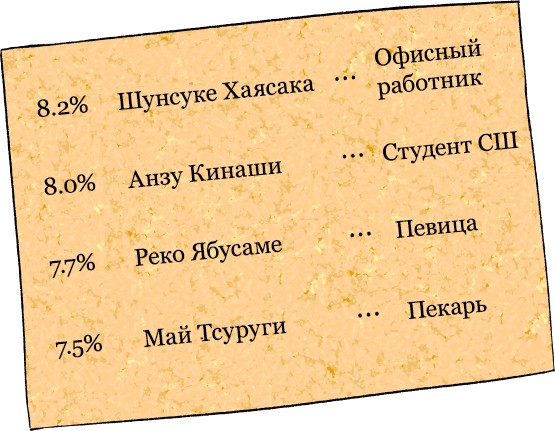 8.2% Шунсуке Хаясака ... Офисный
работник
8.0% Анзу Кинаши ... Студент СШ
7.7% Реко Ябусаме ... Певица
7.5% Май Тсуруги ... Пекарь